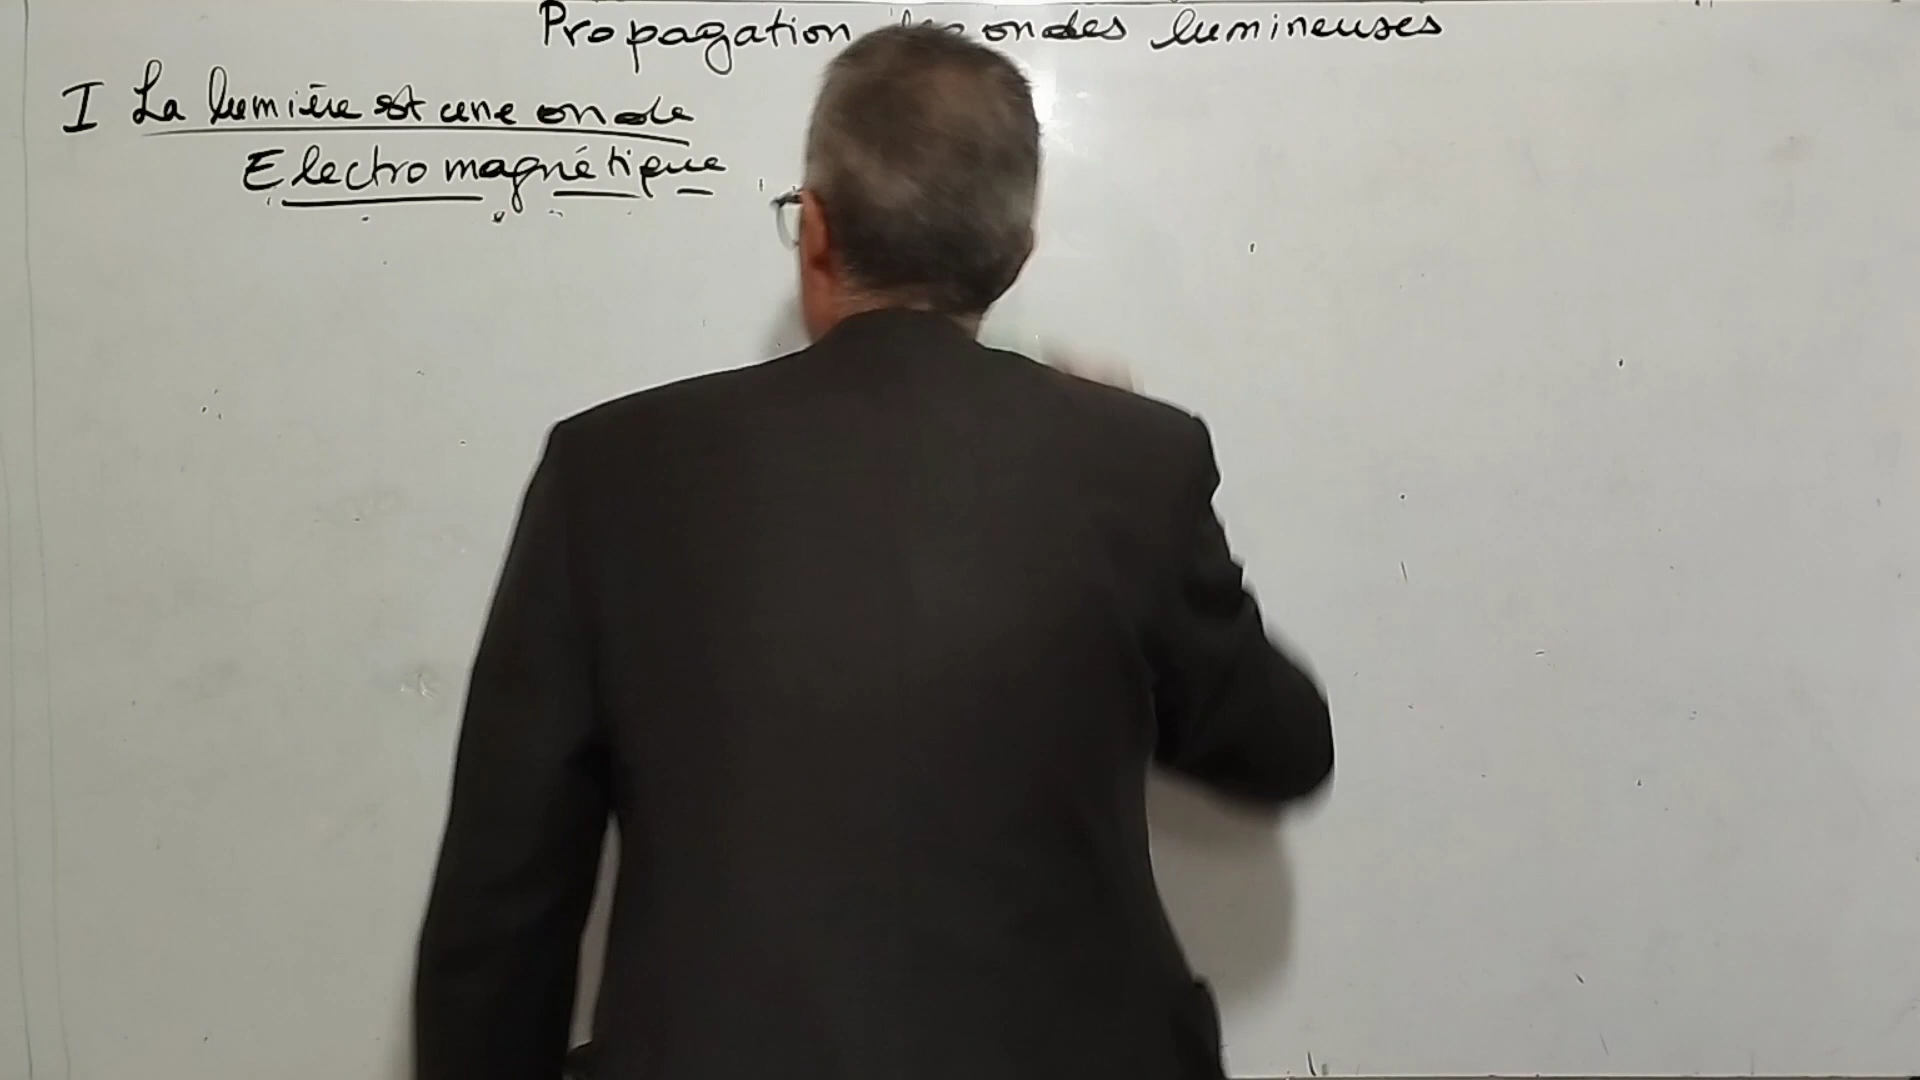 Propagation ondes lumineuses
I La lumière est une onde
Electromagnétique